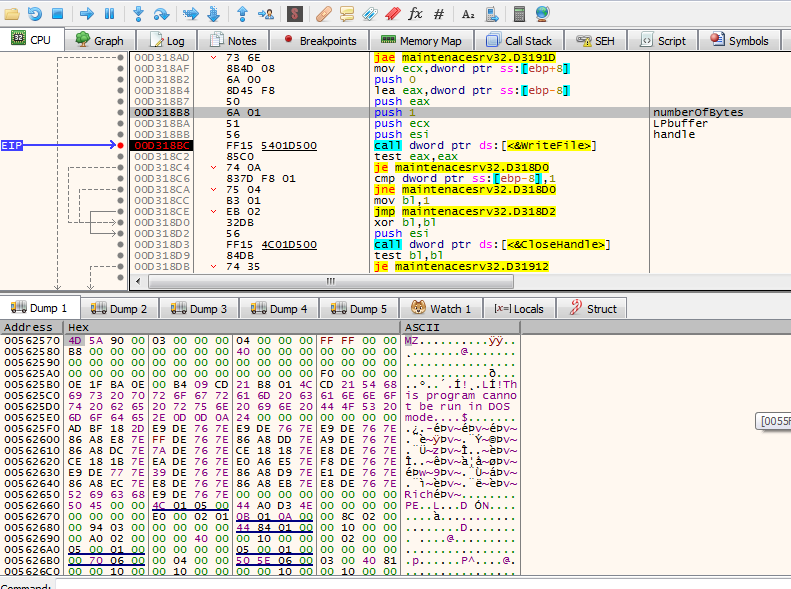 CPU Graph Log Notes Breakpoints Memory Map Call Stack SEH Script Symbols
00D318AD 73 6E jae maintenacesrv32.D3191D
00D318AF 8B4D 08 mov ecx,dword ptr ss:[ebp+8]
00D318B2 6A 00 push 0
00D318B4 8D45 F8 lea eax,dword ptr ss:[ebp-8]
00D318B7 50 push eax
00D318B8 6A 01 push 1 numberOfBytes
00D318BA 51 push ecx LPbuffer
00D318BB 56 push esi handle
EIP 00D318BC FF15 5401D500 call dword ptr ds:[<&WriteFile>]
00D318C2 85C0 test eax,eax
00D318C4 74 0A je maintenacesrv32.D318D0
00D318C6 837D F8 01 cmp dword ptr ss:[ebp-8],1
00D318CA 75 04 jne maintenacesrv32.D318D0
00D318CC B3 01 mov bl,1
00D318CE EB 02 jmp maintenacesrv32.D318D2
00D318D0 32DB xor bl,bl
00D318D2 56 push esi
00D318D3 FF15 4C01D500 call dword ptr ds:[<&CloseHandle>]
00D318D9 84DB test bl,bl
00D318DB 74 35 je maintenacesrv32.D31912
Dump 1 Dump 2 Dump 3 Dump 4 Dump 5 Watch 1 [x=] Locals Struct
Address Hex ASCII
00562570 4D 5A 90 00 03 00 00 00 04 00 00 00 FF FF 00 00 MZ..........ÿÿ..
00562580 B8 00 00 00 00 00 00 00 40 00 00 00 00 00 00 00 ¸.......@.......
00562590 00 00 00 00 00 00 00 00 00 00 00 00 00 00 00 00 ................
005625A0 00 00 00 00 00 00 00 00 00 00 00 00 F0 00 00 00 ............ð...
005625B0 0E 1F BA 0E 00 B4 09 CD 21 B8 01 4C CD 21 54 68 ..º..´.Í!¸.LÍ!Th
005625C0 69 73 20 70 72 6F 67 72 61 6D 20 63 61 6E 6E 6F is program canno
005625D0 74 20 62 65 20 72 75 6E 20 69 6E 20 44 4F 53 20 t be run in DOS
005625E0 6D 6F 64 65 2E 0D 0D 0A 24 00 00 00 00 00 00 00 mode....$.......
005625F0 AD BF 18 2D E9 DE 76 7E E9 DE 76 7E E9 DE 76 7E .¿.-éÞv~éÞv~éÞv~
00562600 86 A8 E8 7E FF DE 76 7E 86 A8 DD 7E A9 DE 76 7E .¨è~ÿÞv~.¨Ý~©Þv~
00562610 86 A8 DC 7E 7A DE 76 7E CE 18 18 7E EE DE 76 7E
00562620 CE 18 1B 7E EA DE 76 7E E0 A6 E5 7E F8 DE 76 7E Î..~êÞv~à¦å~øÞv~
00562630 E9 DE 77 7E 39 DE 76 7E 86 A8 D9 7E E1 DE 76 7E
00562640 86 A8 EC 7E E8 DE 76 7E 86 A8 EB 7E E8 DE 76 7E .¨ì~èÞv~.¨ë~èÞv~
00562650 52 69 63 68 E9 DE 76 7E 00 00 00 00 00 00 00 00 RichéÞv~........
00562660 50 45 00 00 4C 01 05 00 44 A0 D3 4E 00 00 00 00 PE..L...D ÓN....
00562670 00 00 00 00 E0 00 02 01 0B 01 0A 00 00 8C 02 00 ....à...........
00562680 00 94 03 00 00 00 00 00 44 84 01 00 00 10 00 00 ........D.......
00562690 00 A0 02 00 00 00 40 00 00 10 00 00 00 02 00 00
005626A0 05 00 01 00 00 00 00 00 05 00 01 00 00 00 00 00 ................
005626B0 00 70 06 00 00 04 00 00 50 5E 06 00 03 00 40 81 .p......P^....@.
005626C0 00 00 10 00 00 10 00 00 00 00 10 00 00 10 00 00
Command: